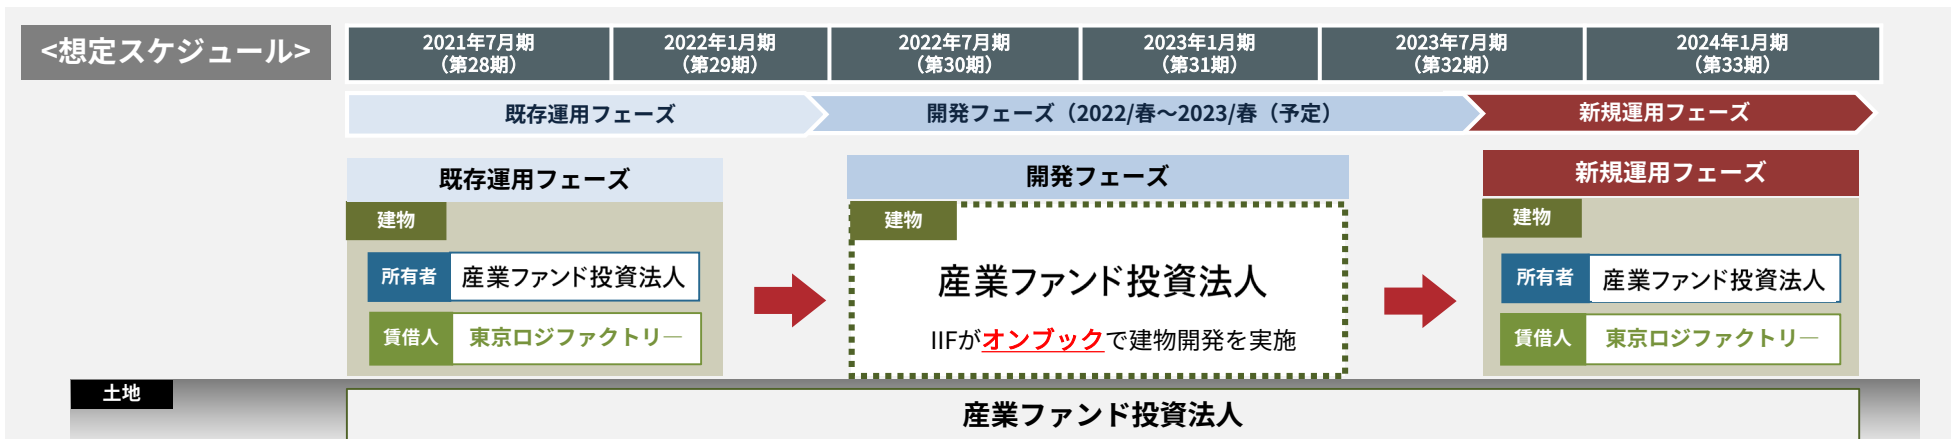 <想定スケジュール>
2021年7月期
（第28期）
2022年1月期
（第29期）
2022年7月期
（第30期）
2023年1月期
（第31期）
2023年7月期
（第32期）
2024年1月期
（第33期）
既存運用フェーズ
開発フェーズ（2022/春～2023/春（予定）
新規運用フェーズ
既存運用フェーズ
建物
所有者
産業ファンド投資法人
賃借人
東京ロジファクトリ―
開発フェーズ
建物
産業ファンド投資法人
IIFがオンブックで建物開発を実施
新規運用フェーズ
建物
所有者
産業ファンド投資法人
賃借人
東京ロジファクトリ―
土地
産業ファンド投資法人